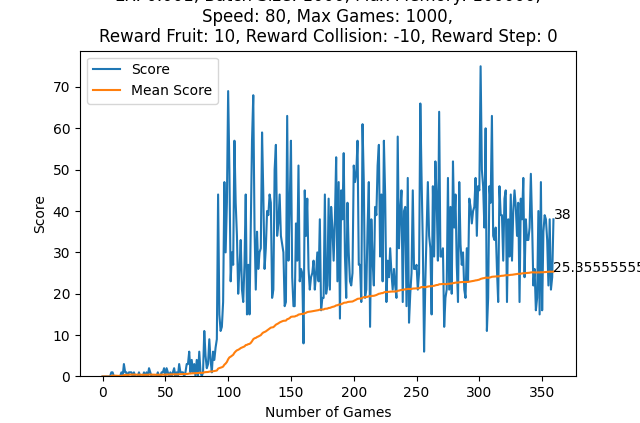 Speed: 80, Max Games: 1000,
Reward Fruit: 10, Reward Collision: -10, Reward Step: 0
Score
Mean Score
70
60
50
40
30
20
10
0
Score
38
25.35555555
0 50 100 150 200 250 300 350
Number of Games